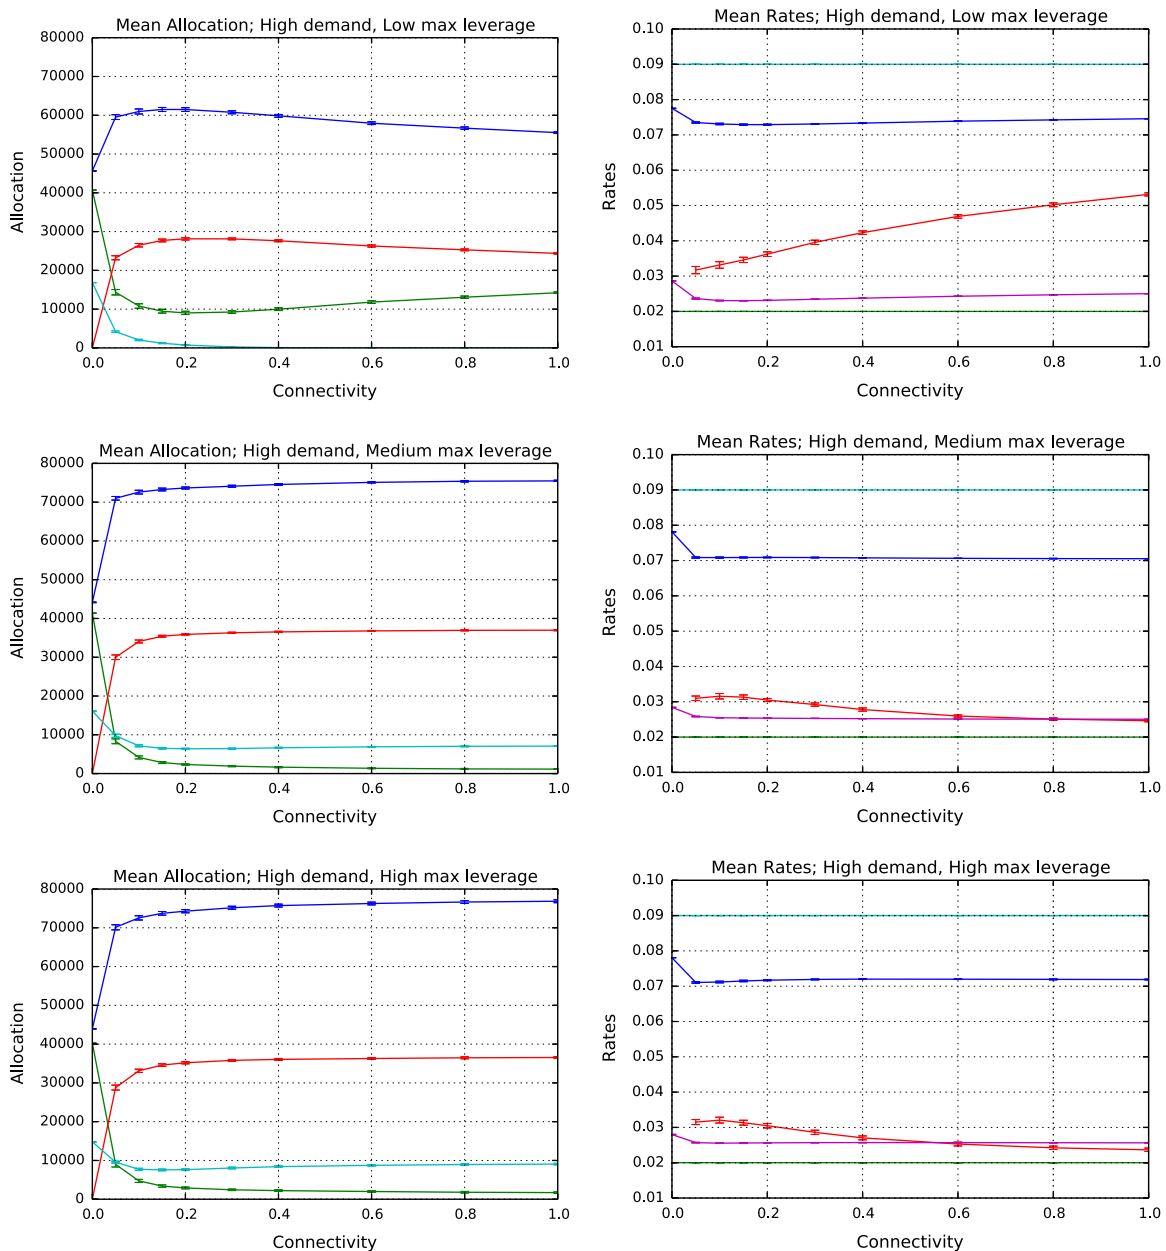 Mean Allocation; High demand, Low max leverage
80000
70000
60000
50000
40000
30000
20000
10000
0
Allocation
0.0 0.2 0.4 0.6 0.8 1.0
Connectivity
Mean Rates; High demand, Low max leverage
0.10
0.09
0.08
0.07
0.06
0.05
0.04
0.03
0.02
0.01
Rates
0.0 0.2 0.4 0.6 0.8 1.0
Connectivity
Mean Allocation; High demand, Medium max leverage
80000
70000
60000
50000
40000
30000
20000
10000
0
Allocation
0.0 0.2 0.4 0.6 0.8 1.0
Connectivity
Mean Rates; High demand, Medium max leverage
0.10
0.09
0.08
0.07
0.06
0.05
0.04
0.03
0.02
0.01
Rates
0.0 0.2 0.4 0.6 0.8 1.0
Connectivity
Mean Allocation; High demand, High max leverage
80000
70000
60000
50000
40000
30000
20000
10000
0
Allocation
0.0 0.2 0.4 0.6 0.8 1.0
Connectivity
Mean Rates; High demand, High max leverage
0.10
0.09
0.08
0.07
0.06
0.05
0.04
0.03
0.02
0.01
Rates
0.0 0.2 0.4 0.6 0.8 1.0
Connectivity